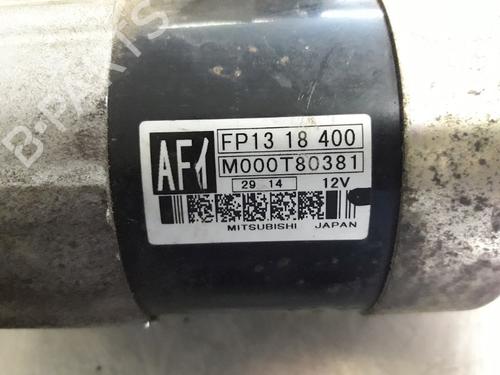 B-PARTS
AF1
FP13 18 400
M000T80381
29 14 12V
MITSUBISHI JAPAN